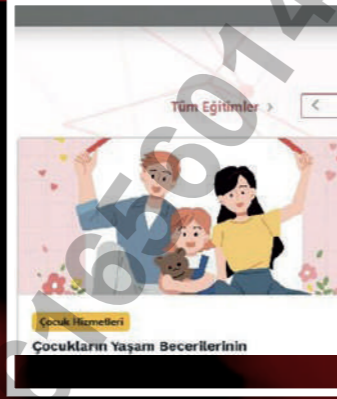 Tüm Eğitimler >
<
Çocuk Hizmetleri
Çocukların Yaşam Becerilerinin